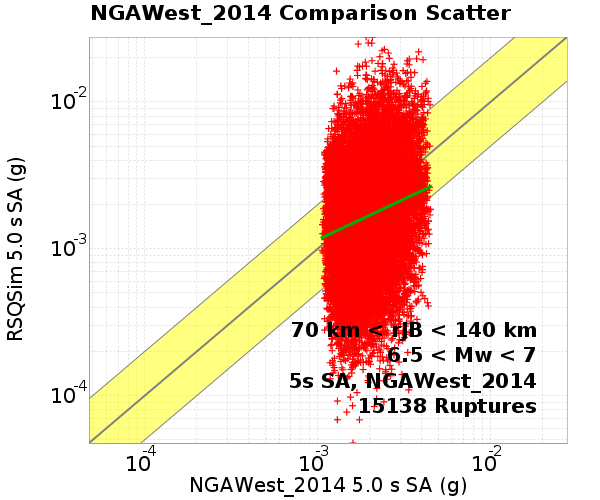 NGAWest_2014 Comparison Scatter
RSQSim 5.0 s SA (g)
10-2
10-3
10-4
70 km < rJB < 140 km
6.5 < Mw < 7
5s SA, NGAWest_2014
15138 Ruptures
10-4 10-3 10-2
NGAWest_2014 5.0 s SA (g)